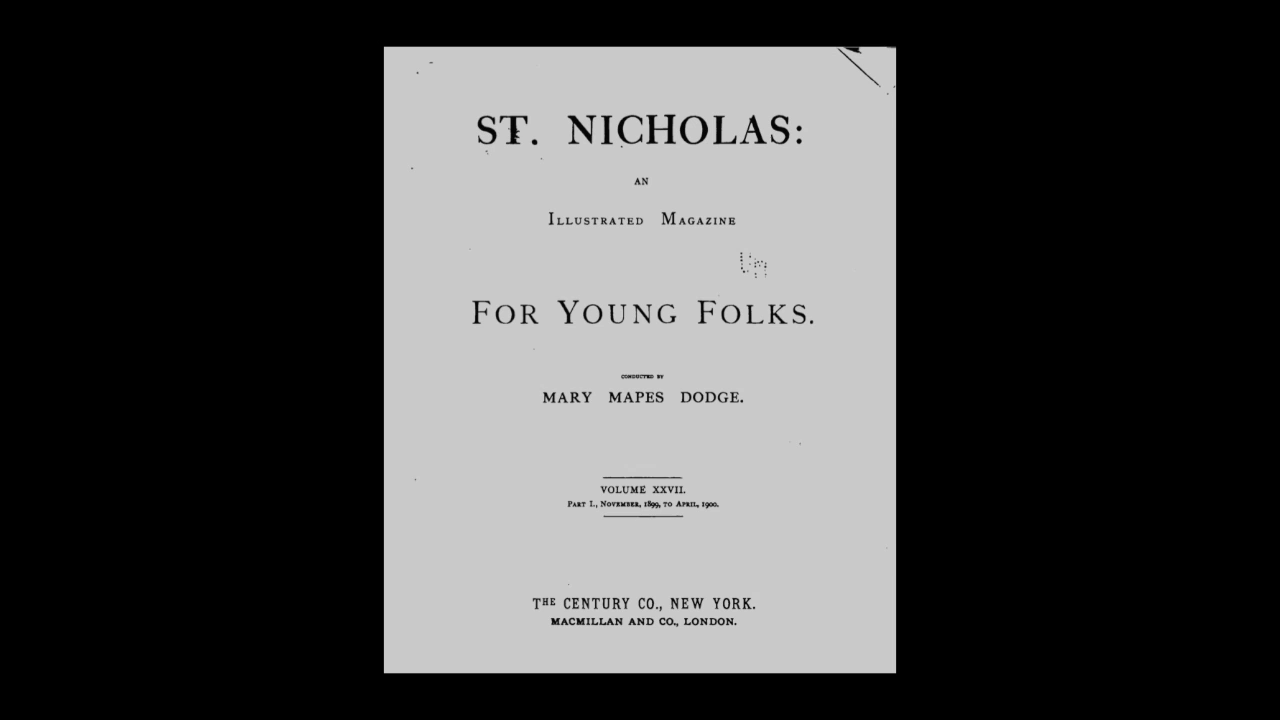 ST. NICHOLAS:
AN
ILLUSTRATED MAGAZINE
FOR YOUNG FOLKS.
CONDUCTED BY
MARY MAPES DODGE.
VOLUME XXVII.
PART I., NOVEMBER, 1899, TO APRIL, 1900.
THE CENTURY CO., NEW YORK.
MACMILLAN AND CO., LONDON.